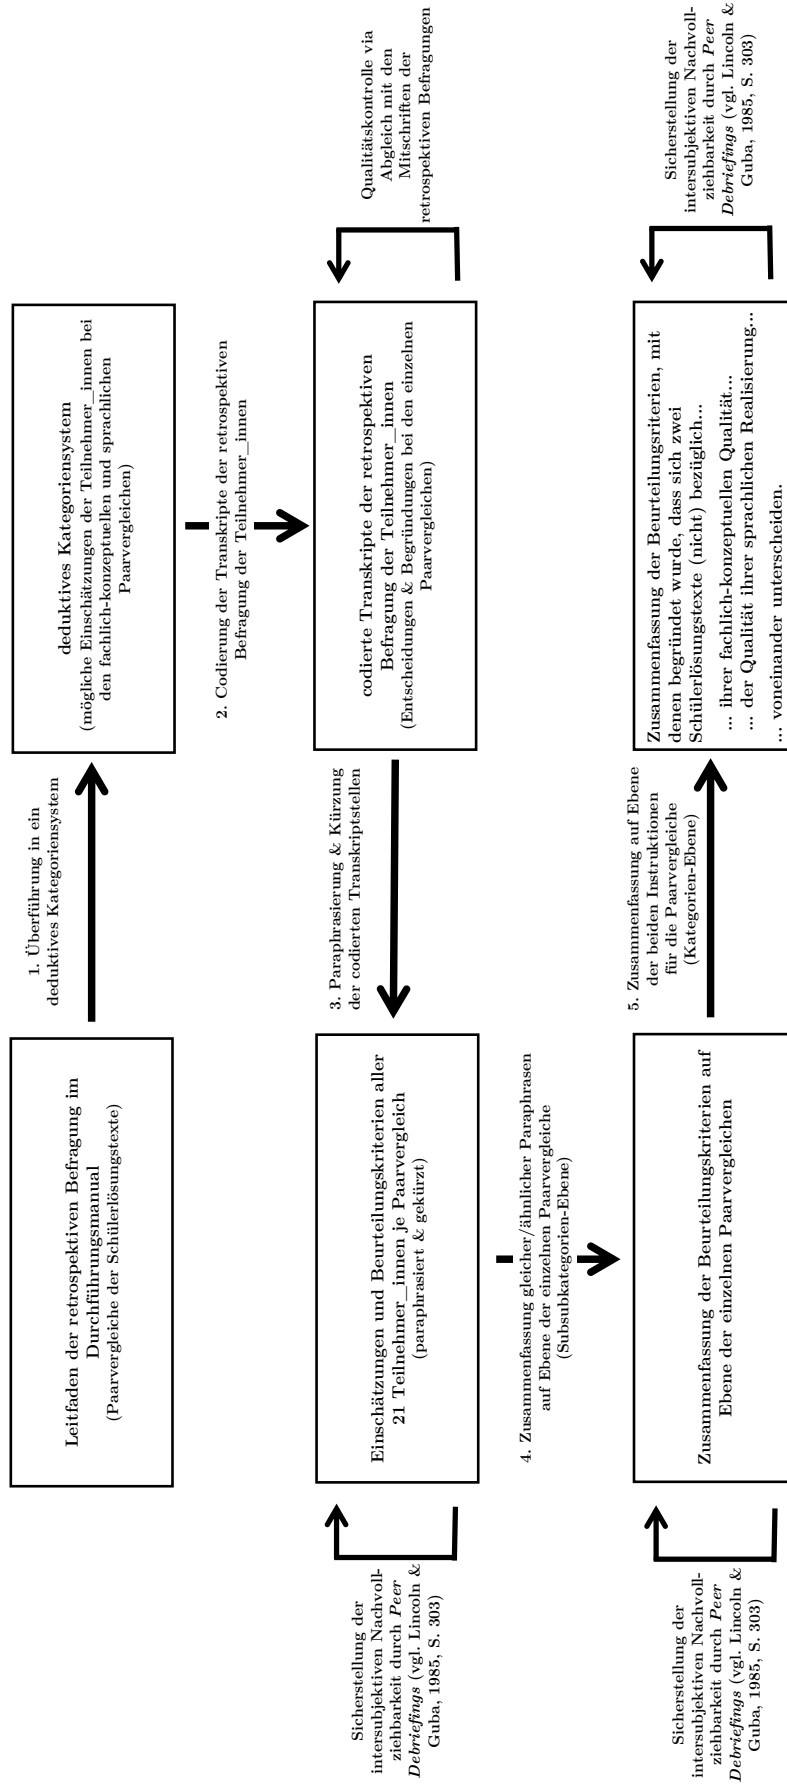 Leitfaden der retrospektiven Befragung im
Durchführungsmanual
(Paarvergleiche der Schülerlösungstexte)
1. Überführung in ein
deduktives Kategoriensystem
deduktives Kategoriensystem
(mögliche Einschätzungen der Teilnehmer_innen bei
den fachlich-konzeptuellen und sprachlichen
Paarvergleichen)
2. Codierung der Transkripte der retrospektiven
Befragung der Teilnehmer_innen
codierte Transkripte der retrospektiven
Befragung der Teilnehmer_innen
(Entscheidungen & Begründungen bei den einzelnen
Paarvergleichen)
Qualitätskontrolle via
Abgleich mit den
Mitschriften der
retrospektiven Befragungen
3. Paraphrasierung & Kürzung
der codierten Transkriptstellen
Einschätzungen und Beurteilungskriterien aller
21 Teilnehmer_innen je Paarvergleich
(paraphrasiert & gekürzt)
Sicherstellung der
intersubjektiven Nachvoll-
ziehbarkeit durch Peer
Debriefings (vgl. Lincoln &
Guba, 1985, S. 303)
4. Zusammenfassung gleicher/ähnlicher Paraphrasen
auf Ebene der einzelnen Paarvergleiche
(Subsubkategorien-Ebene)
Zusammenfassung der Beurteilungskriterien auf
Ebene der einzelnen Paarvergleichen
Sicherstellung der
intersubjektiven Nachvoll-
ziehbarkeit durch Peer
Debriefings (vgl. Lincoln &
Guba, 1985, S. 303)
5. Zusammenfassung auf Ebene
der beiden Instruktionen
für die Paarvergleiche
(Kategorien-Ebene)
Zusammenfassung der Beurteilungsriterien, mit
denen begründet wurde, dass sich zwei
Schülerlösungstexte (nicht) bezüglich...
... ihrer fachlich-konzeptuellen Qualität...
... der Qualität ihrer sprachlichen Realisierung...
... voneinander unterscheiden.
Sicherstellung der
intersubjektiven Nachvoll-
ziehbarkeit durch Peer
Debriefings (vgl. Lincoln &
Guba, 1985, S. 303)